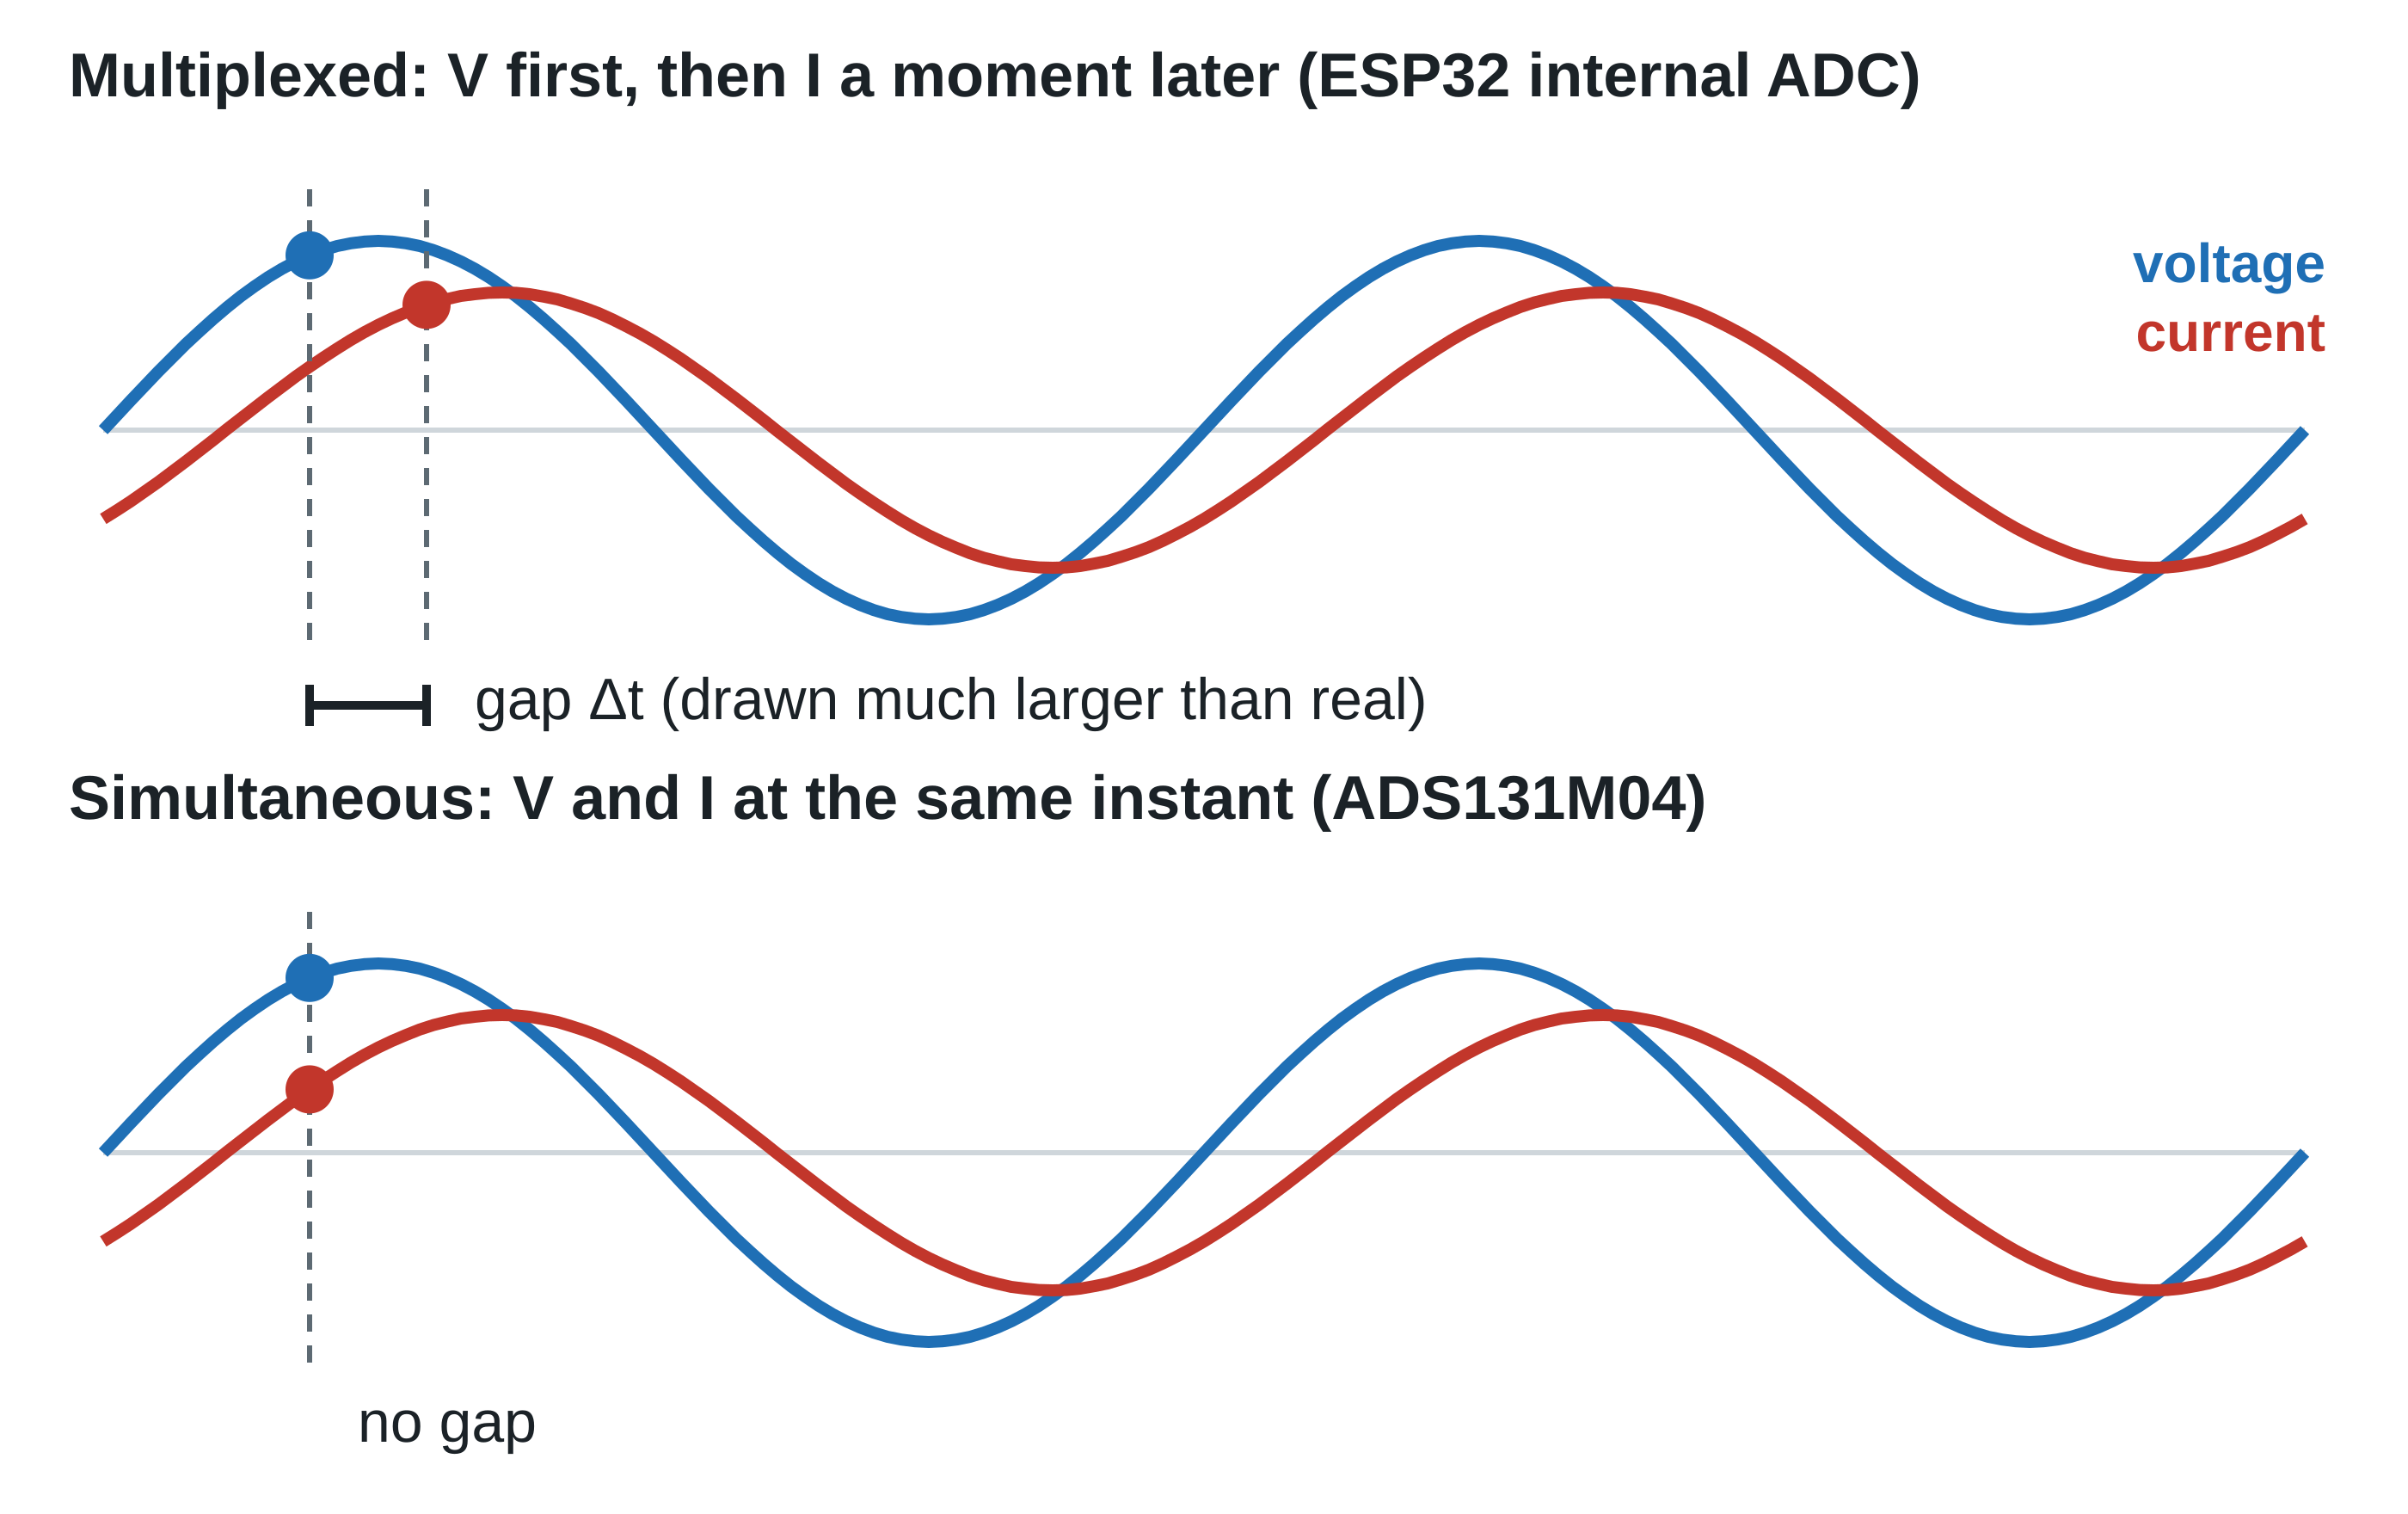 Multiplexed: V first, then I a moment later (ESP32 internal ADC)
voltage
current
gap Δt (drawn much larger than real)
Simultaneous: V and I at the same instant (ADS131M04)
no gap